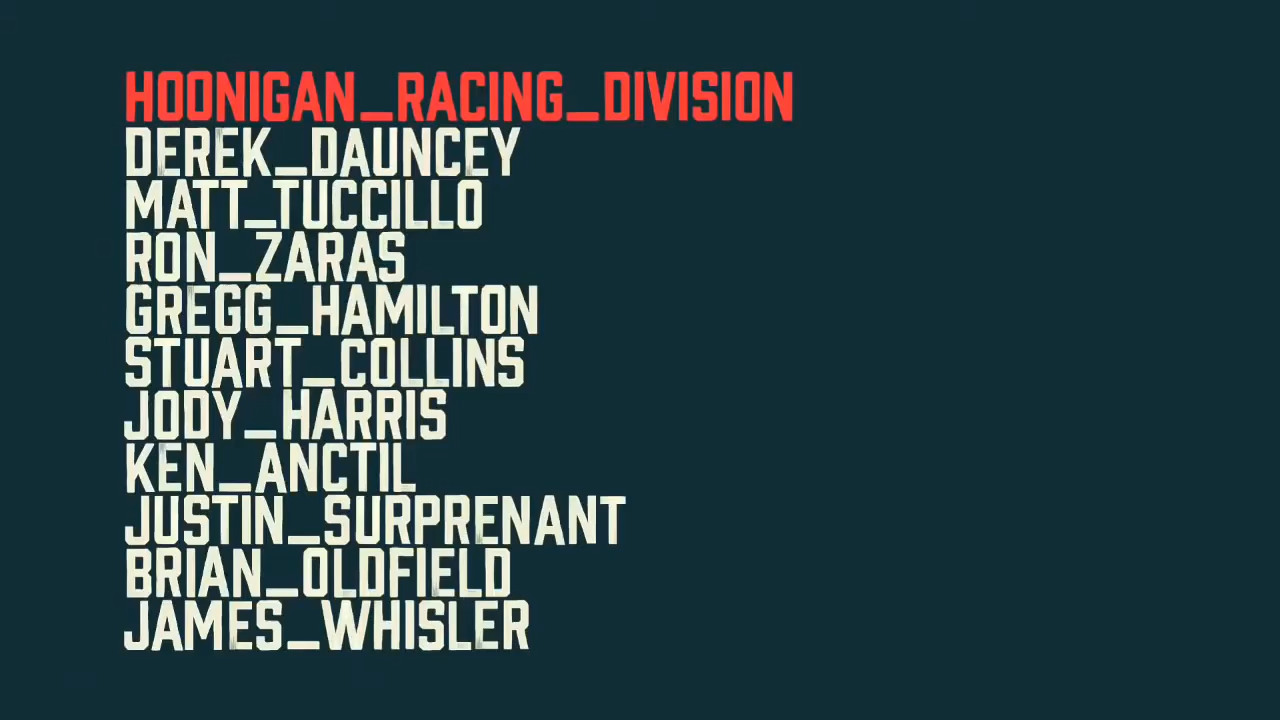 HOONIGAN_RACING_DIVISION
DEREK_DAUNCEY
MATT_TUCCILLO
RON_ZARAS
GREGG_HAMILTON
STUART_COLLINS
JODY_HARRIS
KEN_ANCTIL
JUSTIN_SURPRENANT
BRIAN_OLDFIELD
JAMES_WHISLER